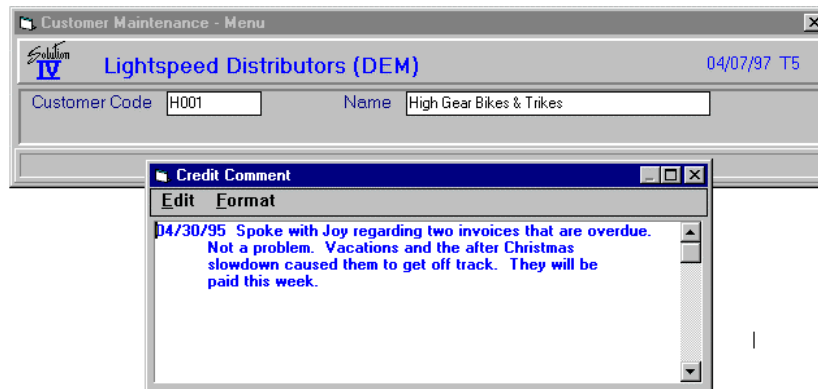 Customer Maintenance - Menu
Solution
IV
Lightspeed Distributors (DEM)
04/07/97 T5
Customer Code H001 Name High Gear Bikes & Trikes
Credit Comment
Edit Format
04/30/95 Spoke with Joy regarding two invoices that are overdue.
Not a problem. Vacations and the after Christmas
slowdown caused them to get off track. They will be
paid this week.